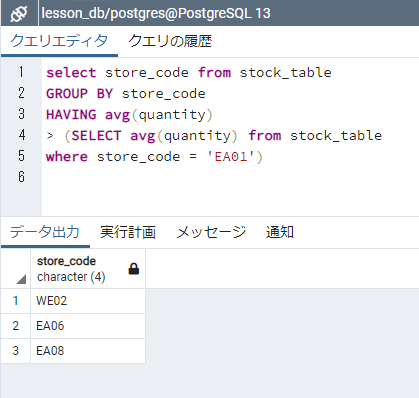 lesson_db/postgres@PostgreSQL 13
クエリエディタ クエリの履歴
1 select store_code from stock_table
2 GROUP BY store_code
3 HAVING avg(quantity)
4 > (SELECT avg(quantity) from stock_table
5 where store_code = 'EA01')
6
データ出力 実行計画 メッセージ 通知
store_code
character (4)
1 WE02
2 EA06
3 EA08